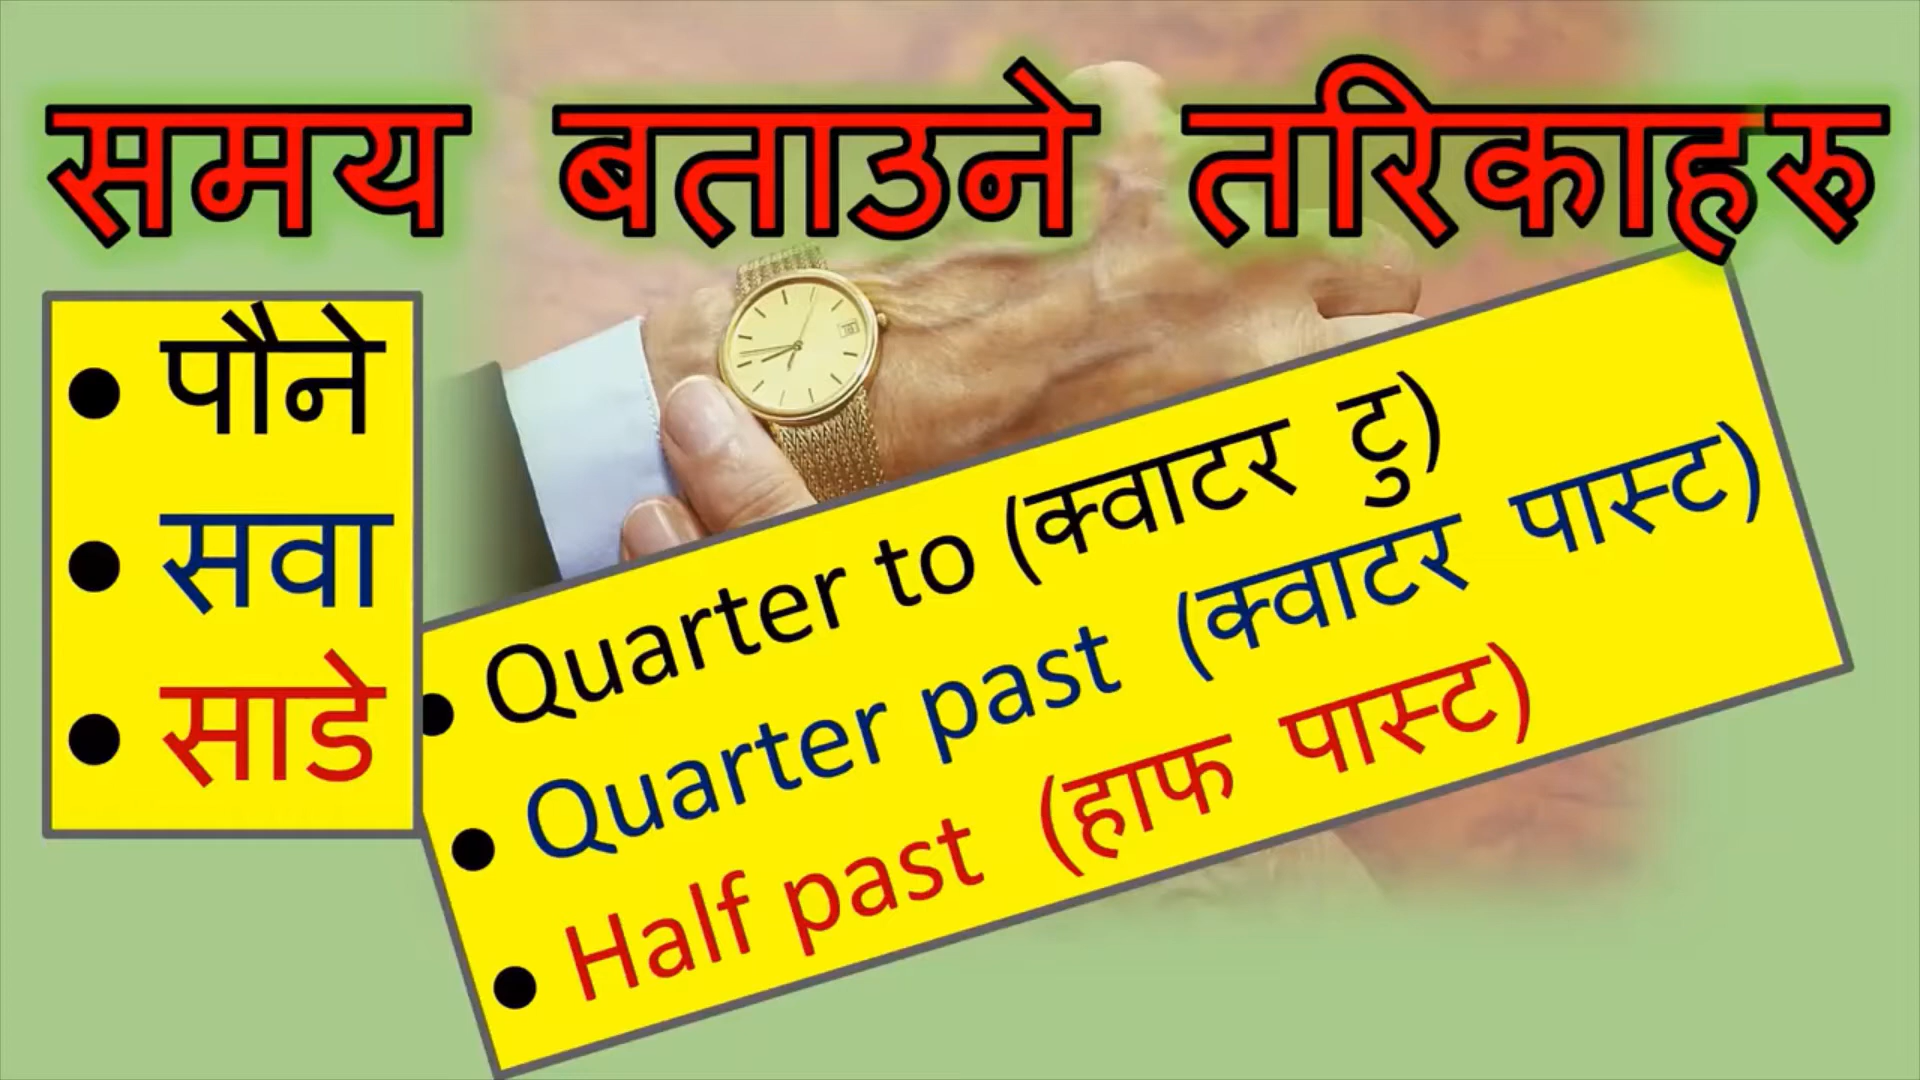 समय बताउने तरिकाहरु
• पौने
• सवा
• साडे
• Quarter to (क्वाटर टु)
• Quarter past (क्वाटर पास्ट)
• Half past (हाफ पास्ट)